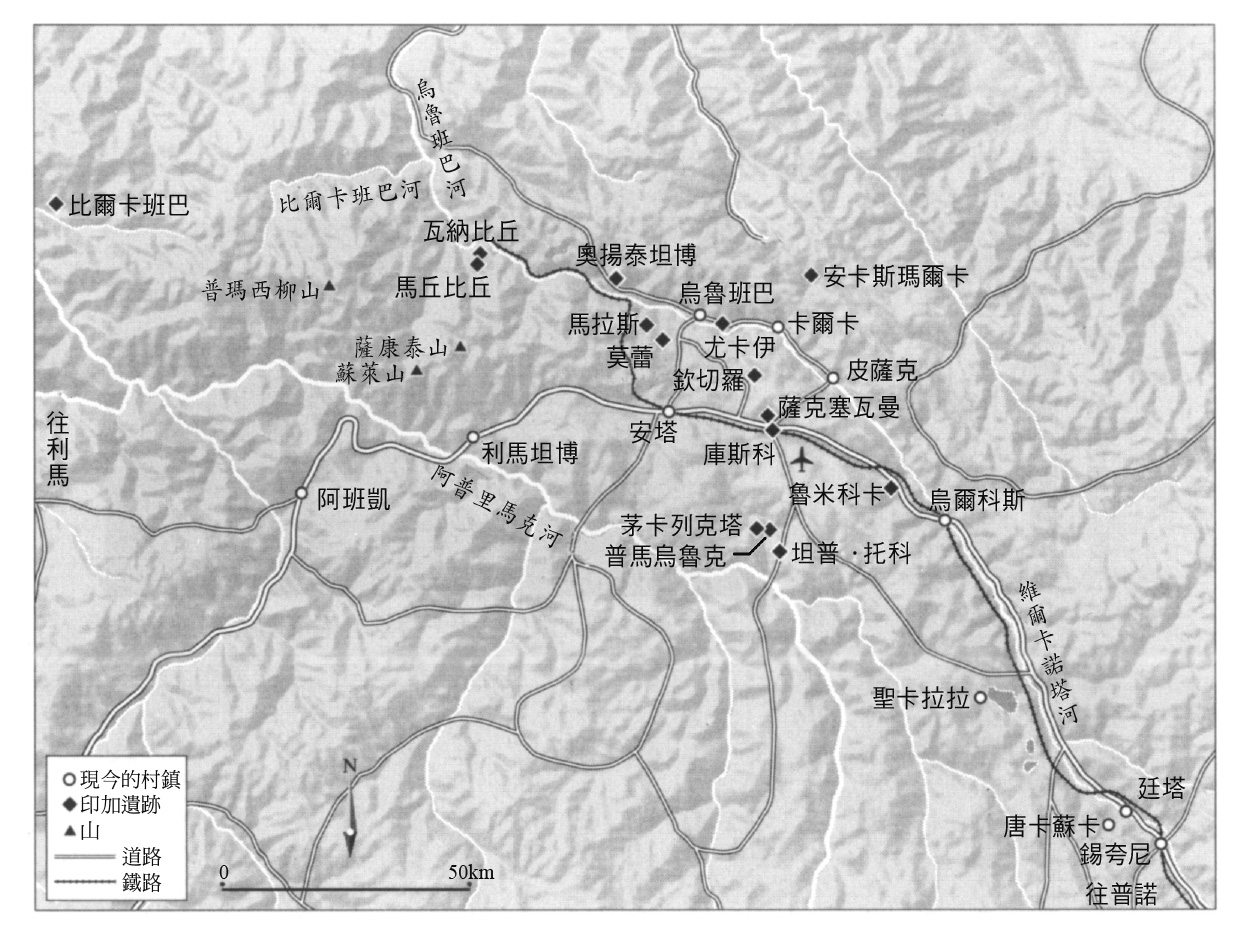 烏魯班巴河
比爾卡班巴河
比爾卡班巴
瓦納比丘
馬丘比丘
奧揚泰坦博
安卡斯瑪爾卡
普瑪西柳山
烏魯班巴
馬拉斯
卡爾卡
莫蕾
尤卡伊
薩康泰山
蘇萊山
欽切羅
皮薩克
薩克塞瓦曼
往利馬
安塔
利馬坦博
庫斯科
阿普里馬克河
阿班凱
魯米科卡
烏爾科斯
茅卡列克塔
普馬烏魯克
坦普·托科
維爾卡諾塔河
聖卡拉拉
廷塔
唐卡蘇卡
錫夸尼
往普諾
現今的村鎮
印加遺跡
山
道路
鐵路
N
0 50km